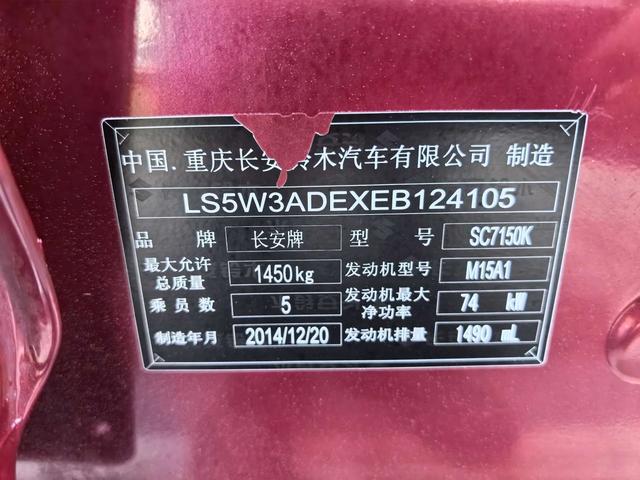 中国.重庆长安铃木汽车有限公司 制造
LS5W3ADEXEB124105
品牌 长安牌 型号 SC7150K
最大允许总质量 1450kg 发动机型号 M15A1
乘员数 5 发动机最大净功率 74 kW
制造年月 2014/12/20 发动机排量 1490 mL